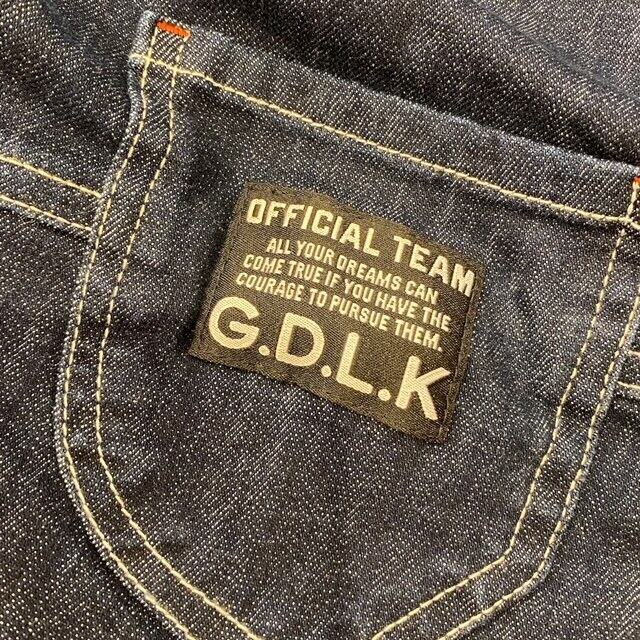 OFFICIAL TEAM
ALL YOUR DREAMS CAN
COME TRUE IF YOU HAVE THE
COURAGE TO PURSUE THEM.
G.D.L.K